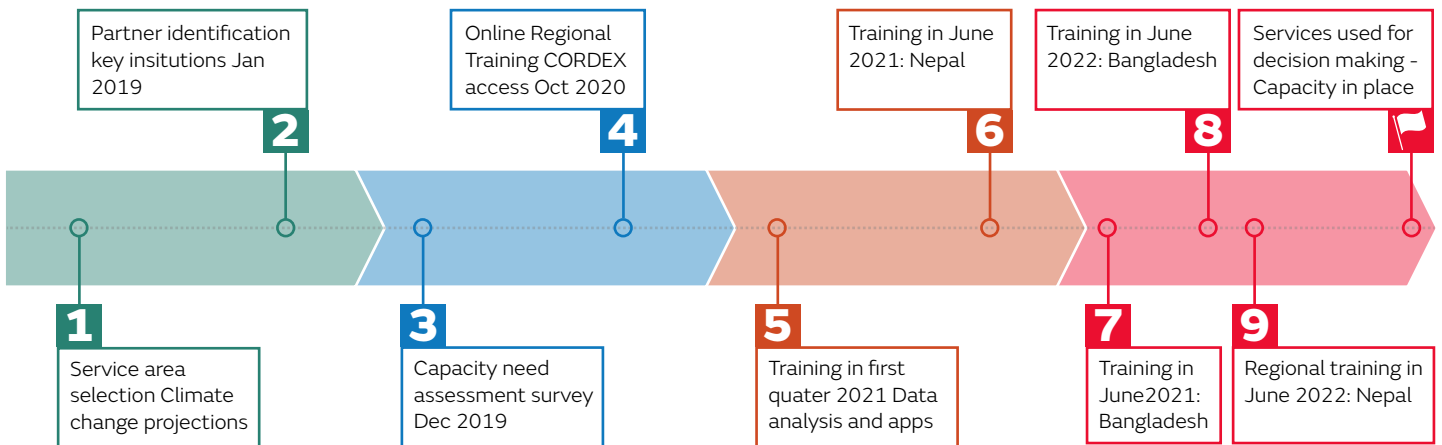 Partner identification
key insitutions Jan
2019
2
Online Regional
Training CORDEX
access Oct 2020
4
Training in June
2021: Nepal
6
Training in June
2022: Bangladesh
8
Services used for
decision making -
Capacity in place
1
Service area
selection Climate
change projections
3
Capacity need
assessment survey
Dec 2019
5
Training in first
quater 2021 Data
analysis and apps
7
Training in
June2021:
Bangladesh
9
Regional training in
June 2022: Nepal